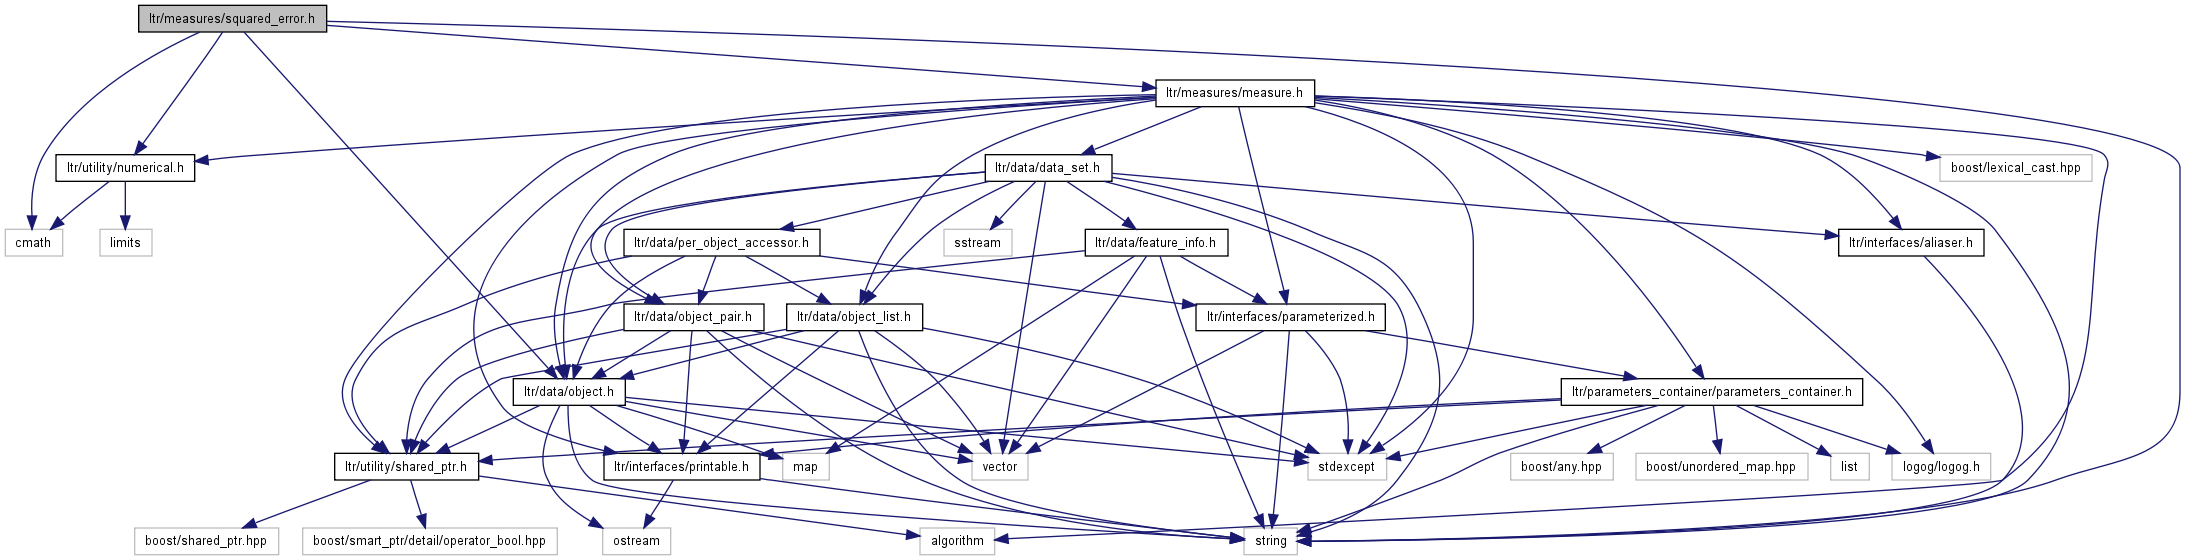 ltr/measures/squared_error.h
ltr/measures/measure.h
ltr/utility/numerical.h
ltr/data/data_set.h
boost/lexical_cast.hpp
cmath
limits
ltr/data/per_object_accessor.h
sstream
ltr/data/feature_info.h
ltr/interfaces/aliaser.h
ltr/data/object_pair.h
ltr/data/object_list.h
ltr/interfaces/parameterized.h
ltr/data/object.h
ltr/parameters_container/parameters_container.h
ltr/utility/shared_ptr.h
ltr/interfaces/printable.h
map
vector
stdexcept
boost/any.hpp
boost/unordered_map.hpp
list
logog/logog.h
boost/shared_ptr.hpp
boost/smart_ptr/detail/operator_bool.hpp
ostream
algorithm
string